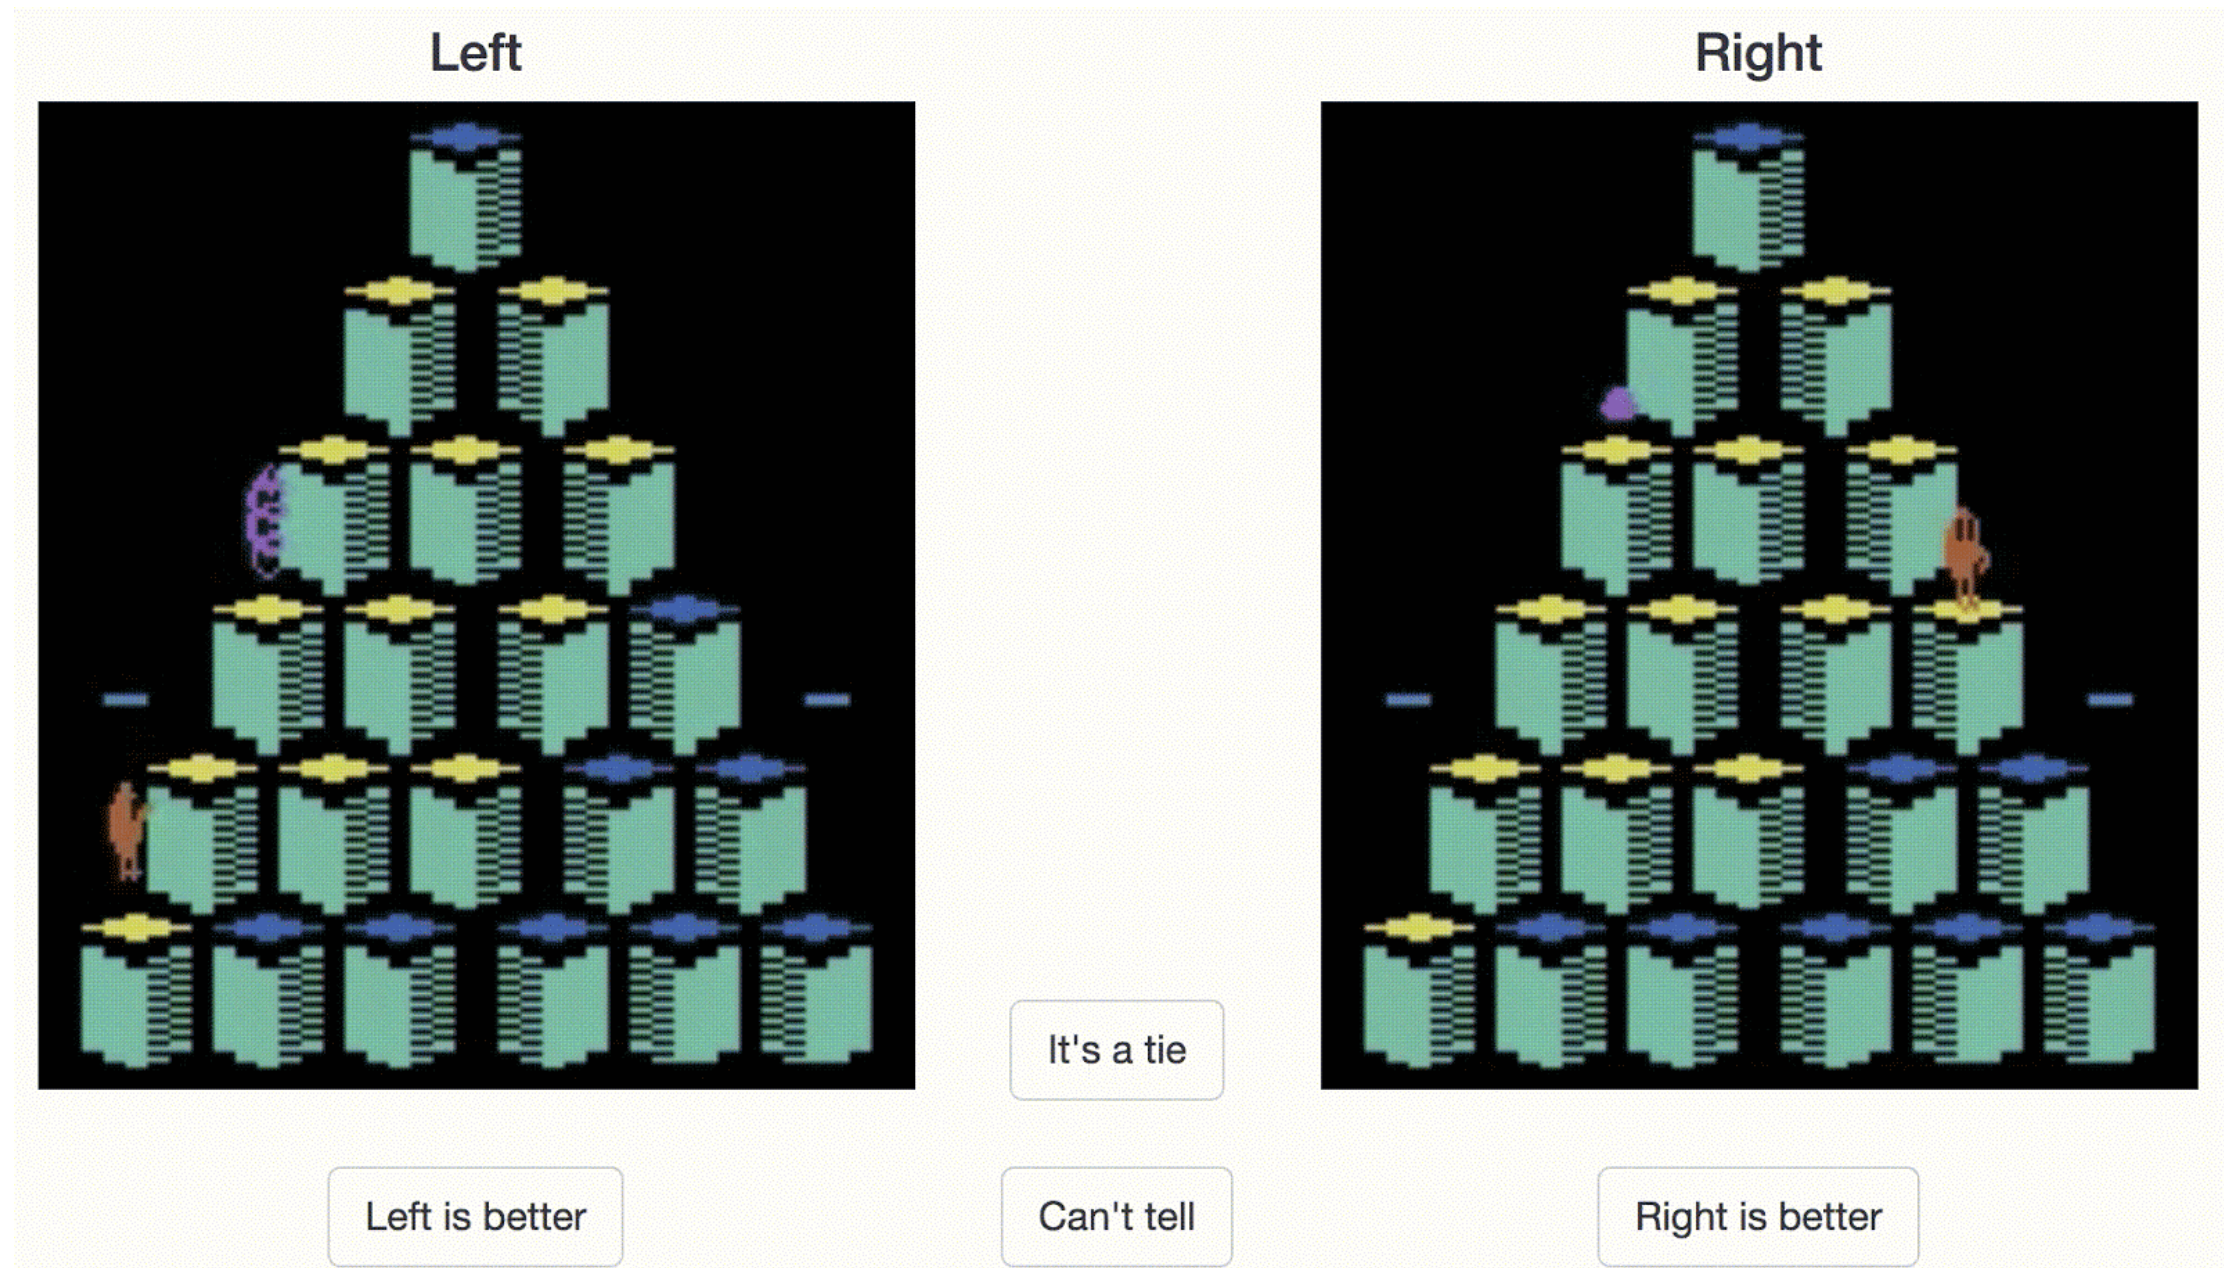 Left
Right
It's a tie
Left is better
Can't tell
Right is better